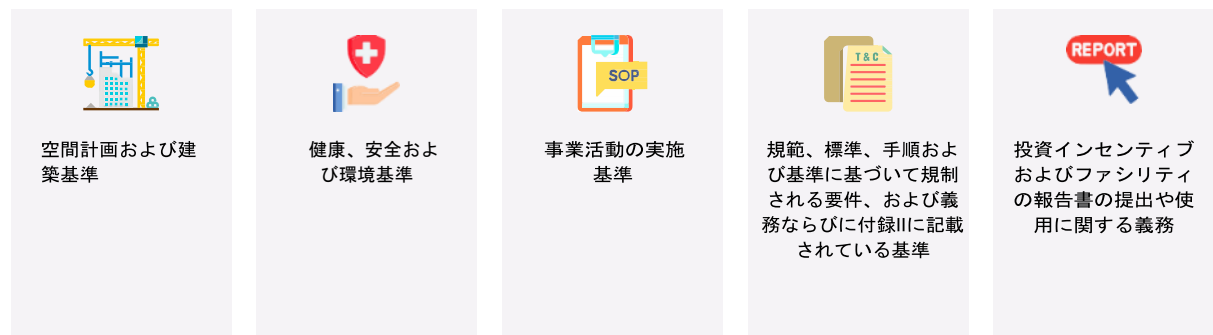 SOP
T&C
REPORT
空間計画および建
築基準
健康、安全およ
び環境基準
事業活動の実施
基準
規範、標準、手順およ
び基準に基づいて規制
される要件、および義
務ならびに付録IIに記載
されている基準
投資インセンティブ
およびファシリティ
の報告書の提出や使
用に関する義務